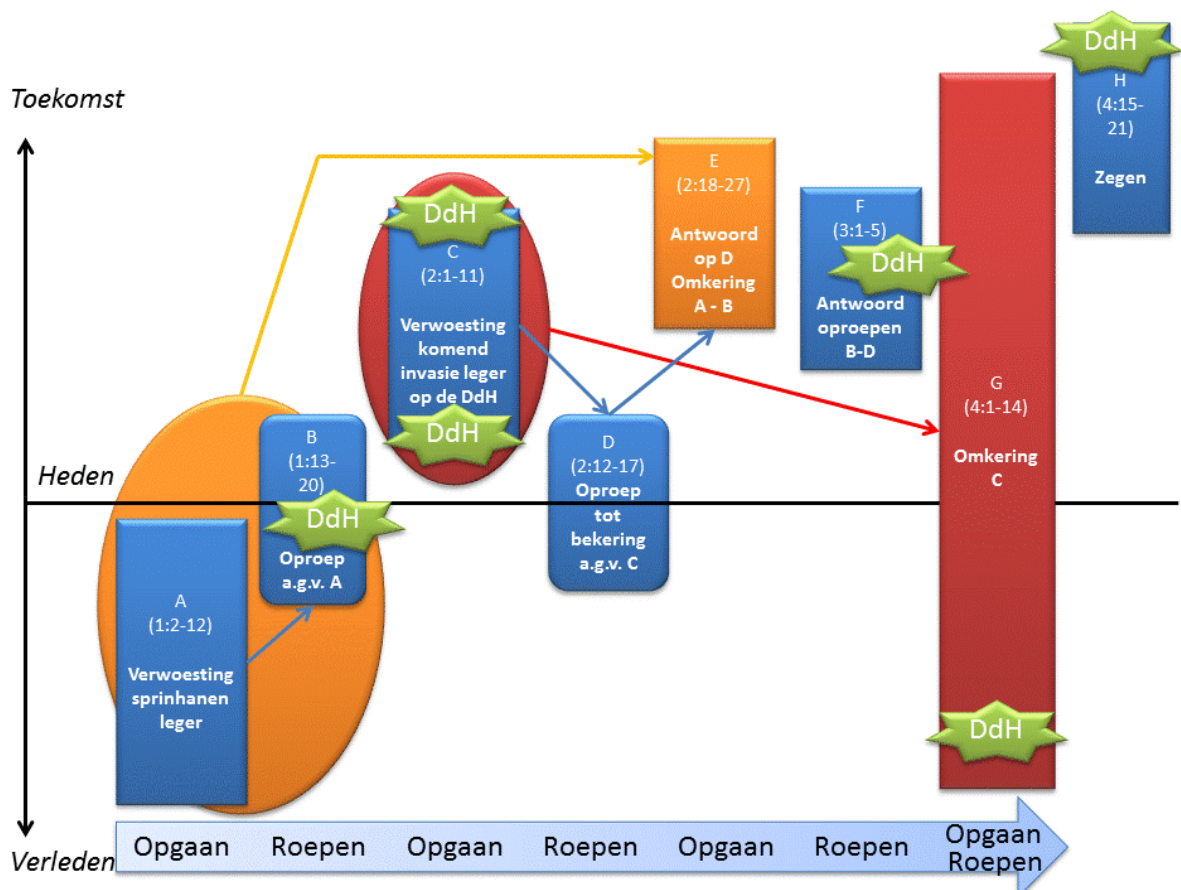 Toekomst
Heden
Verleden
A
(1:2-12)
Verwoesting
sprinhanen
leger
B
(1:13-
20)
DdH
Oproep
a.g.v. A
DdH
C
(2:1-11)
Verwoesting
komend
invasie leger
op de DdH
DdH
D
(2:12-17)
Oproep
tot
bekering
a.g.v. C
E
(2:18-27)
Antwoord
op D
Omkering
A - B
F
(3:1-5)
DdH
Antwoord
oproepen
B-D
G
(4:1-14)
Omkering
C
DdH
DdH
H
(4:15-
21)
Zegen
Opgaan
Roepen
Opgaan
Roepen
Opgaan
Roepen
Opgaan
Roepen